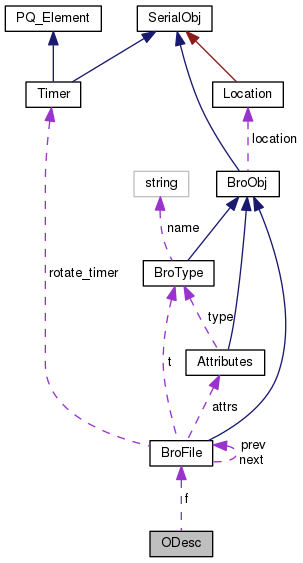 PQ_Element
SerialObj
Timer
Location
location
string
BroObj
name
rotate_timer
BroType
type
t
Attributes
attrs
BroFile
prev
next
f
ODesc